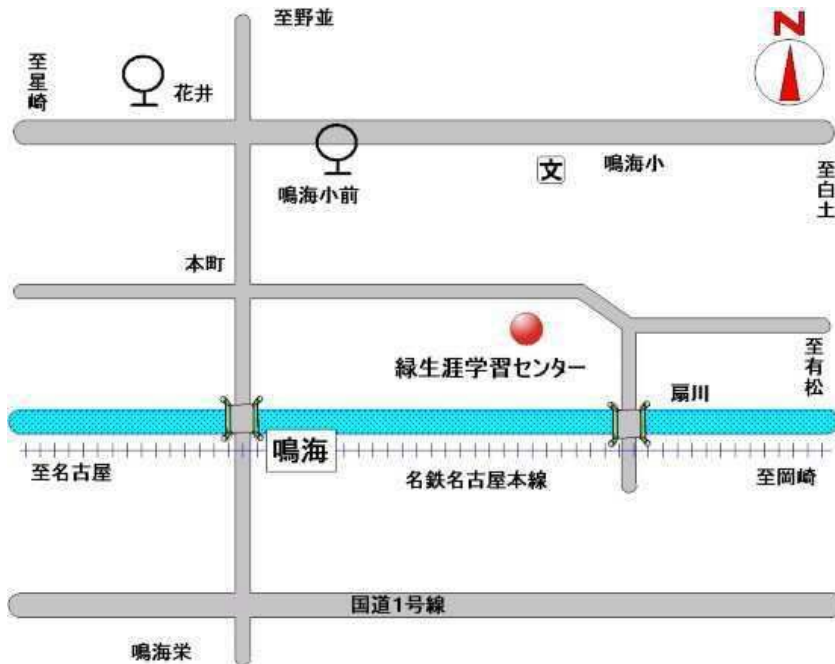 至野並
N
至星崎
花井
鳴海小前
文
鳴海小
至白土
本町
緑生涯学習センター
至有松
扇川
鳴海
至名古屋
名鉄名古屋本線
至岡崎
国道1号線
鳴海栄